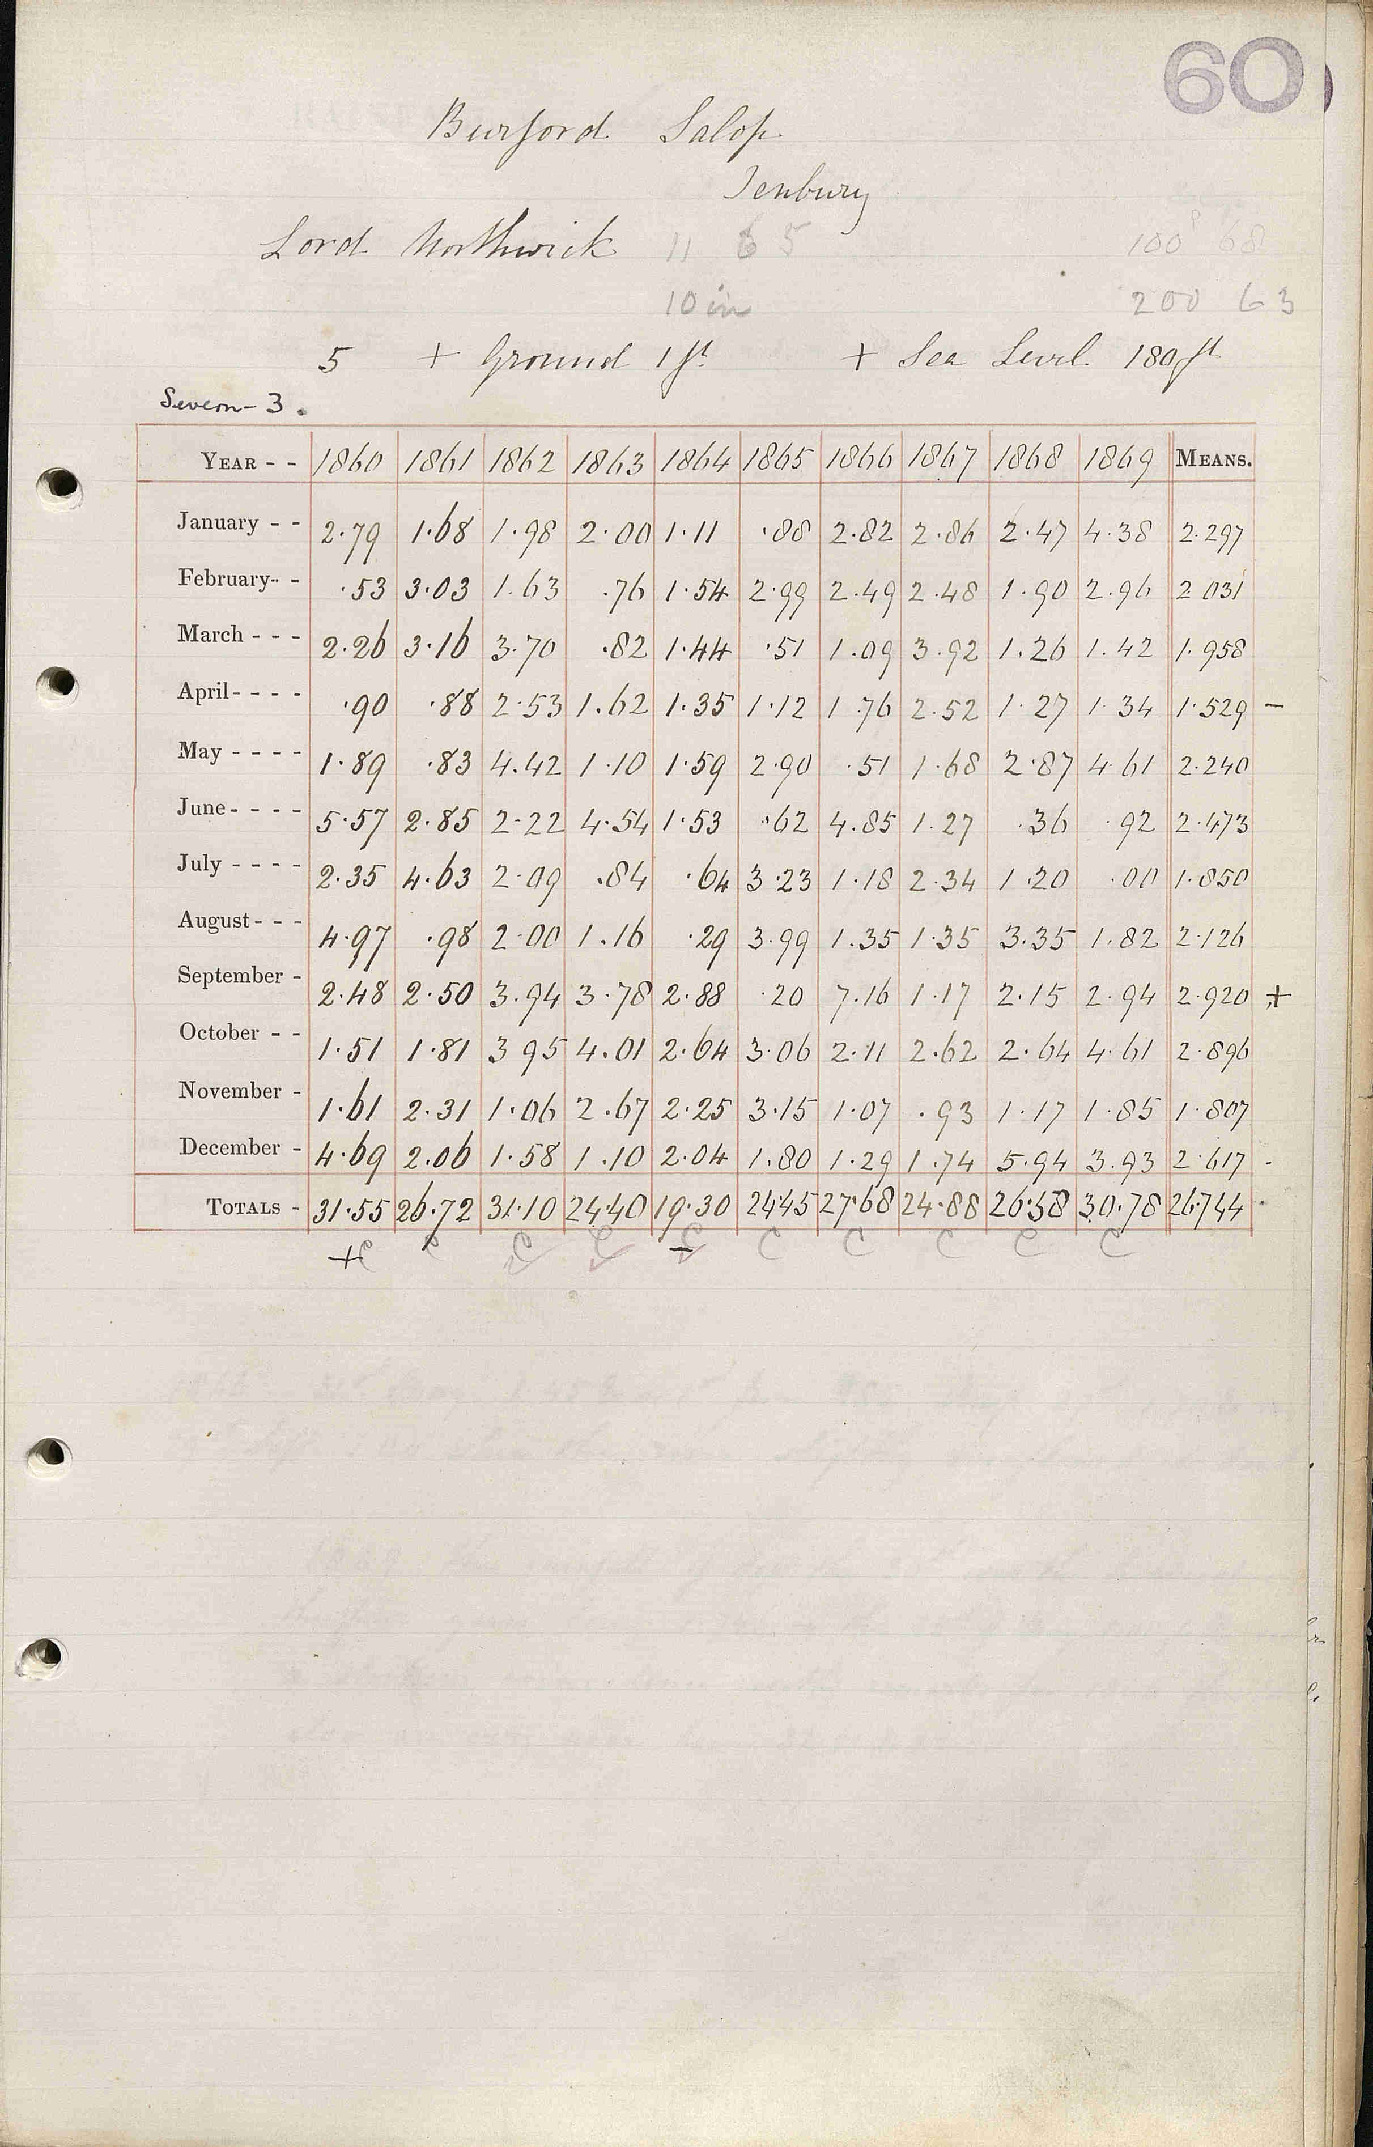 60
Burford Salop
Tenbury
Lord Northwick 11 65 100 68
10 in 200 63
5 + Ground 1 ft + Sea Level 180 ft
Severn - 3.
YEAR - - 1860 1861 1862 1863 1864 1865 1866 1867 1868 1869 MEANS.
January - - 2.79 1.68 1.98 2.00 1.11 .88 2.82 2.86 2.47 4.38 2.297
February - - .53 3.03 1.63 .76 1.54 2.99 2.49 2.48 1.90 2.96 2.031
March - - - 2.26 3.16 3.70 .82 1.44 .51 1.09 3.92 1.26 1.42 1.958
April - - - - .90 .88 2.53 1.62 1.35 1.12 1.76 2.52 1.27 1.34 1.529 -
May - - - - 1.89 .83 4.42 1.10 1.59 2.90 .51 1.68 2.87 4.61 2.240
June - - - - 5.57 2.85 2.22 4.54 1.53 .62 4.85 1.27 .36 .92 2.473
July - - - - 2.35 4.63 2.09 .84 .64 3.23 1.18 2.34 1.20 .00 1.850
August - - - 4.97 .98 2.00 1.16 .29 3.99 1.35 1.35 3.35 1.82 2.126
September - 2.48 2.50 3.94 3.78 2.88 .20 7.16 1.17 2.15 2.94 2.920 +
October - - 1.51 1.81 3.95 4.01 2.64 3.06 2.11 2.62 2.64 4.61 2.896
November - 1.61 2.31 1.06 2.67 2.25 3.15 1.07 .93 1.17 1.85 1.807
December - 4.69 2.06 1.58 1.10 2.04 1.80 1.29 1.74 5.94 3.93 2.617
TOTALS - 31.55 26.72 31.10 24.40 19.30 24.45 27.68 24.88 26.58 30.78 26.744
+c c c c - c c c c c c